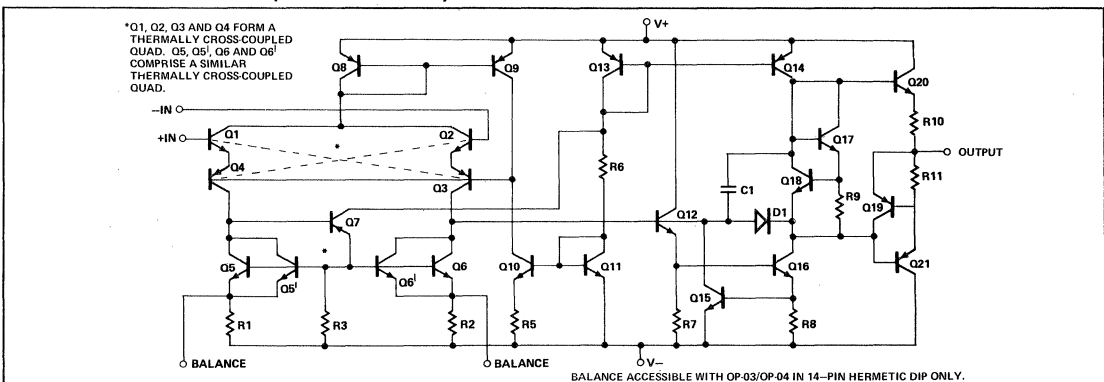 *Q1, Q2, Q3 AND Q4 FORM A
THERMALLY CROSS-COUPLED
QUAD. Q5, Q5', Q6 AND Q6'
COMPRISE A SIMILAR
THERMALLY CROSS-COUPLED
QUAD.
V+
Q8
Q9
Q13
Q14
Q20
–IN
+IN
Q1
*
Q2
Q17
R10
OUTPUT
Q4
Q3
R6
C1
Q18
R9
R11
Q19
Q7
Q12
D1
*
Q5
Q5'
Q6'
Q6
Q10
Q11
Q16
Q21
Q15
R1
R3
R2
R5
R7
R8
BALANCE
BALANCE
V–
BALANCE ACCESSIBLE WITH OP-03/OP-04 IN 14–PIN HERMETIC DIP ONLY.